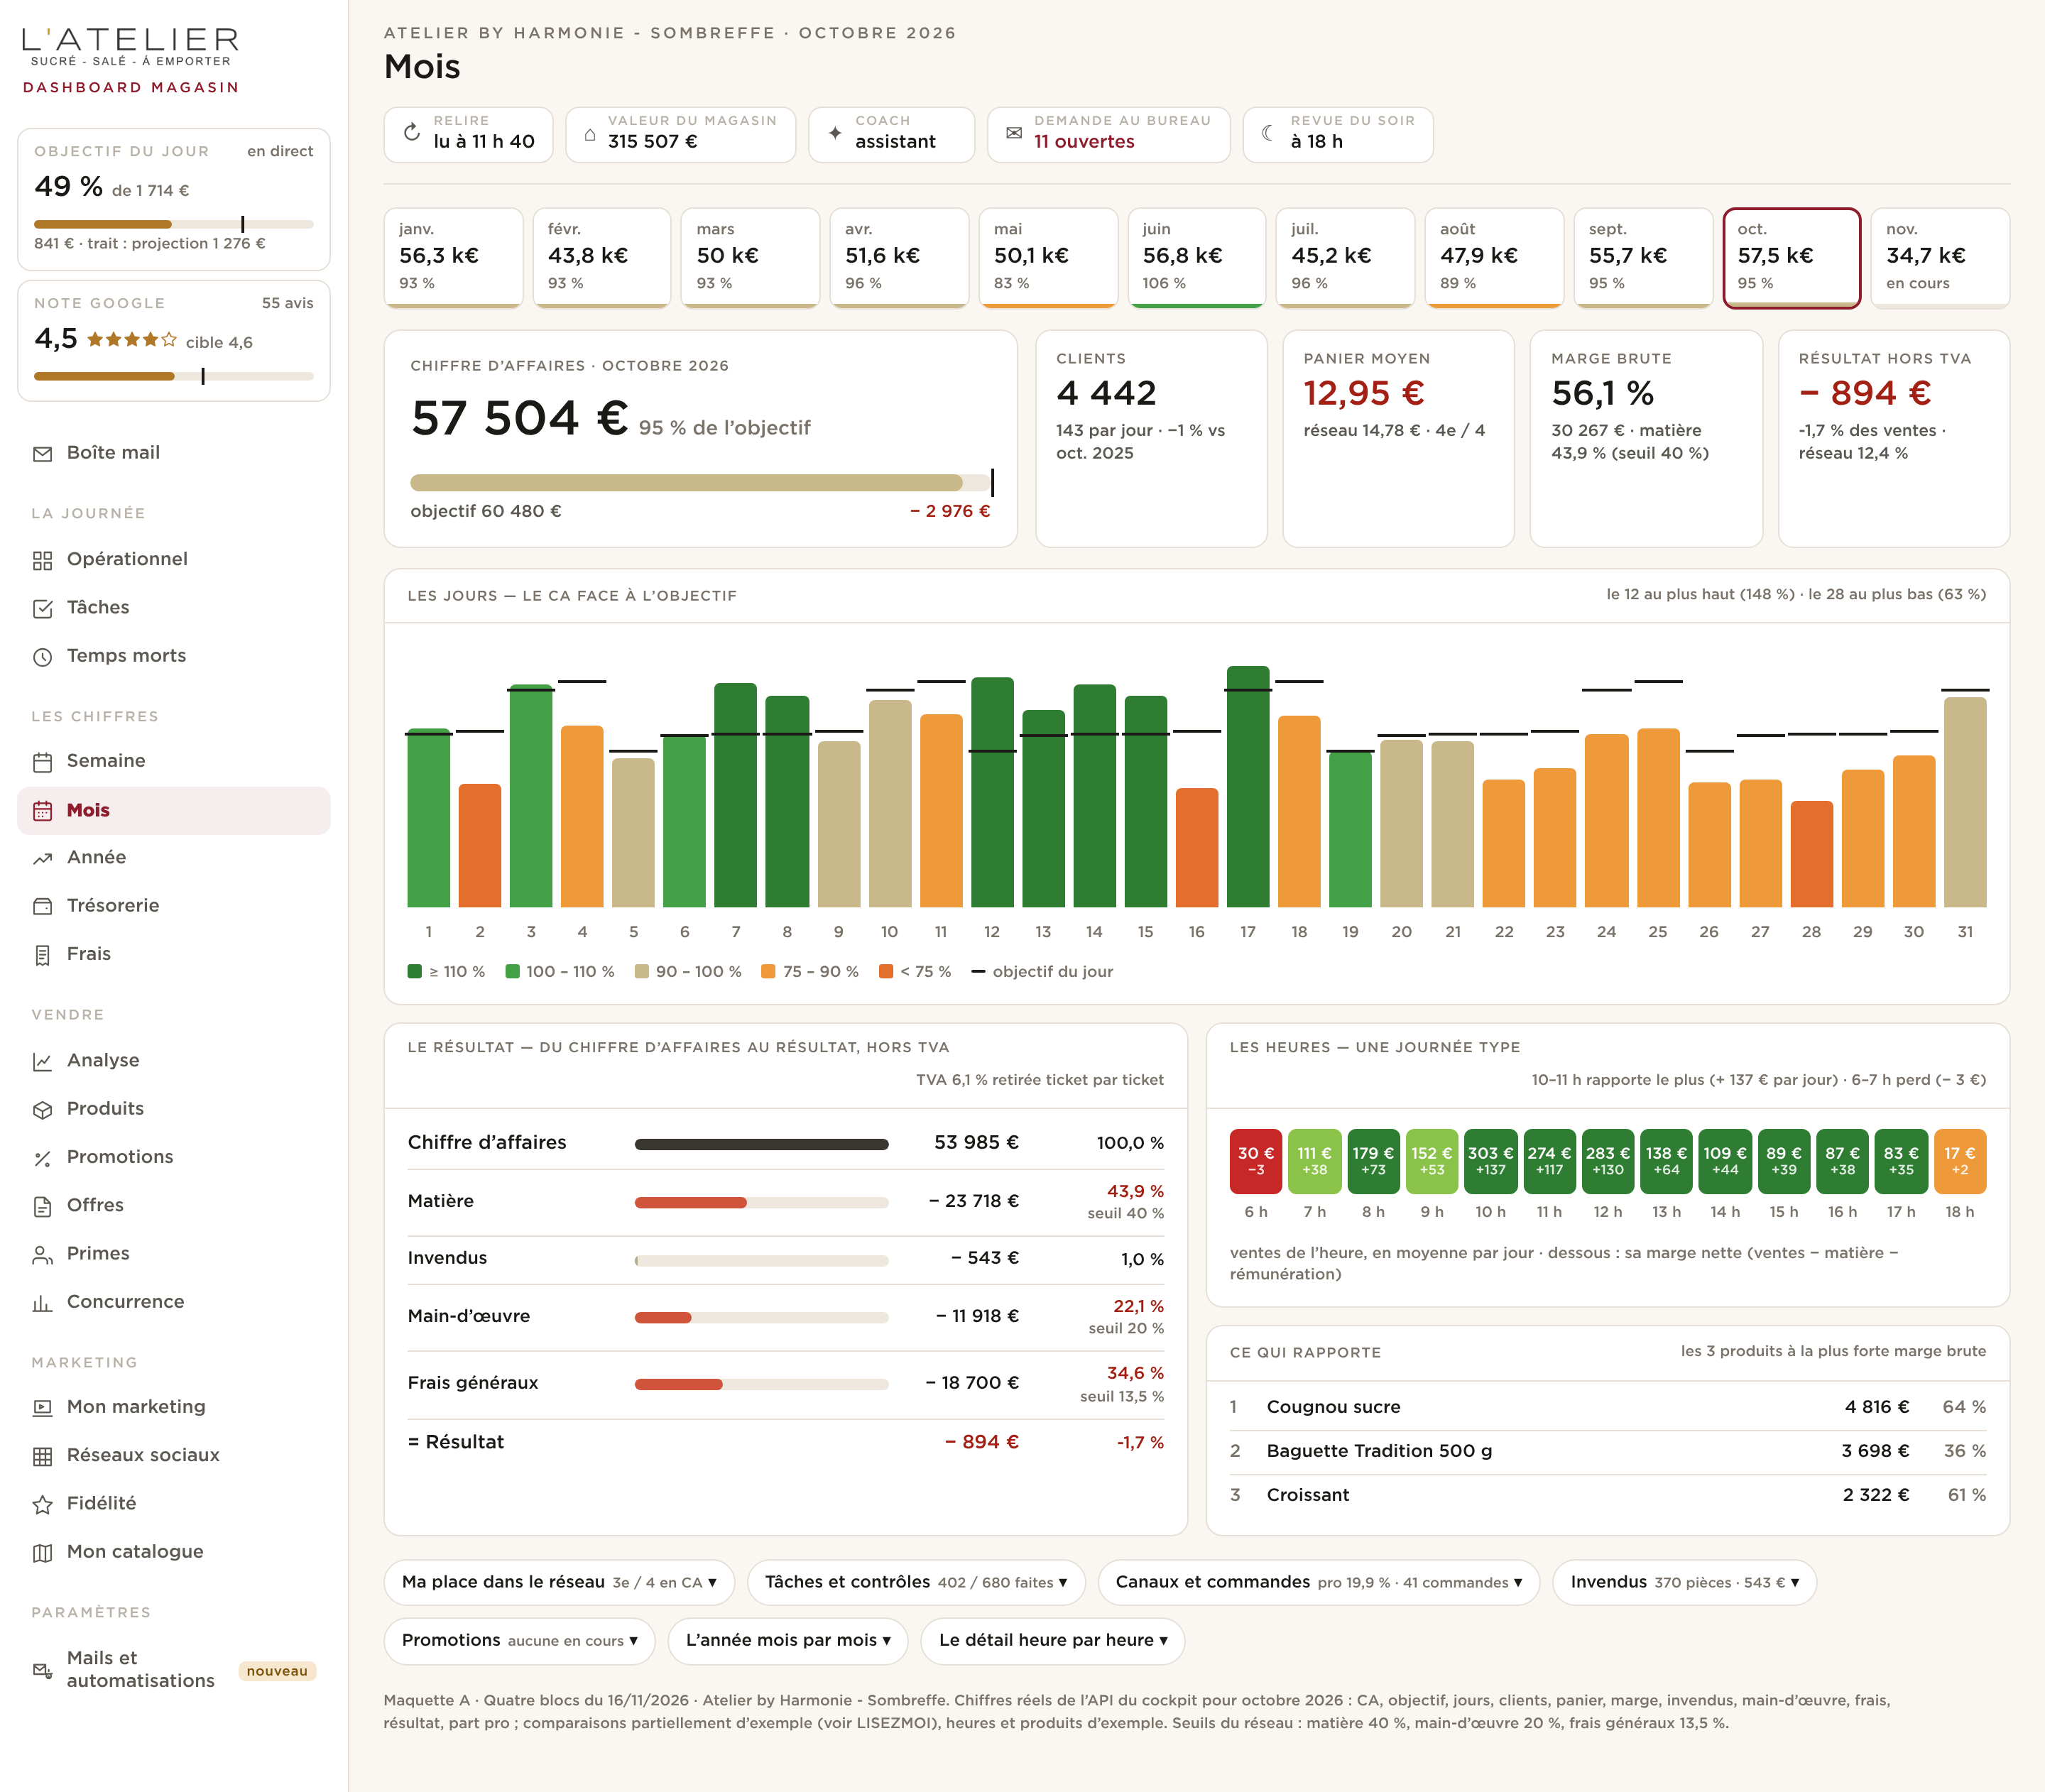 L'ATELIER
SUCRÉ - SALÉ - À EMPORTER
DASHBOARD MAGASIN
OBJECTIF DU JOUR en direct
49 % de 1 714 €
841 € · trait : projection 1 276 €
NOTE GOOGLE 55 avis
4,5 cible 4,6
Boîte mail
LA JOURNÉE
Opérationnel
Tâches
Temps morts
LES CHIFFRES
Semaine
Mois
Année
Trésorerie
Frais
VENDRE
Analyse
Produits
Promotions
Offres
Primes
Concurrence
MARKETING
Mon marketing
Réseaux sociaux
Fidélité
Mon catalogue
PARAMÈTRES
Mails et
automatisations nouveau
ATELIER BY HARMONIE - SOMBREFFE · OCTOBRE 2026
Mois
RELIRE
lu à 11 h 40
VALEUR DU MAGASIN
315 507 €
COACH
assistant
DEMANDE AU BUREAU
11 ouvertes
REVUE DU SOIR
à 18 h
janv. févr. mars avr. mai juin juil. août sept. oct. nov.
56,3 k€ 43,8 k€ 50 k€ 51,6 k€ 50,1 k€ 56,8 k€ 45,2 k€ 47,9 k€ 55,7 k€ 57,5 k€ 34,7 k€
93 % 93 % 93 % 96 % 83 % 106 % 96 % 89 % 95 % 95 % en cours
CHIFFRE D’AFFAIRES · OCTOBRE 2026
57 504 € 95 % de l’objectif
objectif 60 480 € − 2 976 €
CLIENTS
4 442
143 par jour · −1 % vs
oct. 2025
PANIER MOYEN
12,95 €
réseau 14,78 € · 4e / 4
MARGE BRUTE
56,1 %
30 267 € · matière
43,9 % (seuil 40 %)
RÉSULTAT HORS TVA
− 894 €
-1,7 % des ventes ·
réseau 12,4 %
LES JOURS — LE CA FACE À L’OBJECTIF le 12 au plus haut (148 %) · le 28 au plus bas (63 %)
1 2 3 4 5 6 7 8 9 10 11 12 13 14 15 16 17 18 19 20 21 22 23 24 25 26 27 28 29 30 31
≥ 110 % 100 – 110 % 90 – 100 % 75 – 90 % < 75 % objectif du jour
LE RÉSULTAT — DU CHIFFRE D’AFFAIRES AU RÉSULTAT, HORS TVA
TVA 6,1 % retirée ticket par ticket
Chiffre d’affaires 53 985 € 100,0 %
Matière − 23 718 € 43,9 %
seuil 40 %
Invendus − 543 € 1,0 %
Main-d’œuvre − 11 918 € 22,1 %
seuil 20 %
Frais généraux − 18 700 € 34,6 %
seuil 13,5 %
= Résultat − 894 € -1,7 %
LES HEURES — UNE JOURNÉE TYPE
10–11 h rapporte le plus (+ 137 € par jour) · 6–7 h perd (− 3 €)
30 € 111 € 179 € 152 € 303 € 274 € 283 € 138 € 109 € 89 € 87 € 83 € 17 €
−3 +38 +73 +53 +137 +117 +130 +64 +44 +39 +38 +35 +2
6 h 7 h 8 h 9 h 10 h 11 h 12 h 13 h 14 h 15 h 16 h 17 h 18 h
ventes de l’heure, en moyenne par jour · dessous : sa marge nette (ventes − matière −
rémunération)
CE QUI RAPPORTE les 3 produits à la plus forte marge brute
1 Cougnou sucre 4 816 € 64 %
2 Baguette Tradition 500 g 3 698 € 36 %
3 Croissant 2 322 € 61 %
Ma place dans le réseau 3e / 4 en CA ▾
Tâches et contrôles 402 / 680 faites ▾
Canaux et commandes pro 19,9 % · 41 commandes ▾
Invendus 370 pièces · 543 € ▾
Promotions aucune en cours ▾
L’année mois par mois ▾
Le détail heure par heure ▾
Maquette A · Quatre blocs du 16/11/2026 · Atelier by Harmonie - Sombreffe. Chiffres réels de l’API du cockpit pour octobre 2026 : CA, objectif, jours, clients, panier, marge, invendus, main-d’œuvre, frais,
résultat, part pro ; comparaisons partiellement d’exemple (voir LISEZMOI), heures et produits d’exemple. Seuils du réseau : matière 40 %, main-d’œuvre 20 %, frais généraux 13,5 %.